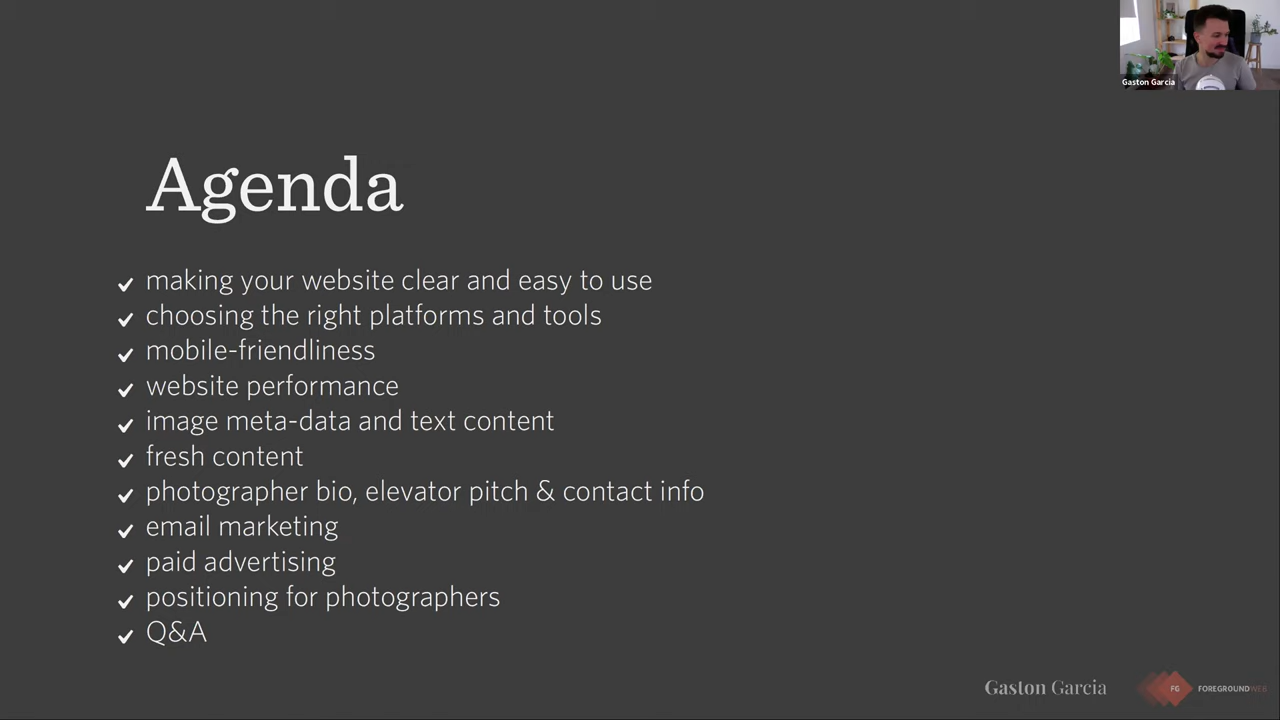 Gaston Garcia
Agenda
making your website clear and easy to use
choosing the right platforms and tools
mobile-friendliness
website performance
image meta-data and text content
fresh content
photographer bio, elevator pitch & contact info
email marketing
paid advertising
positioning for photographers
Q&A
Gaston Garcia
FG
FOREGROUNDWEB